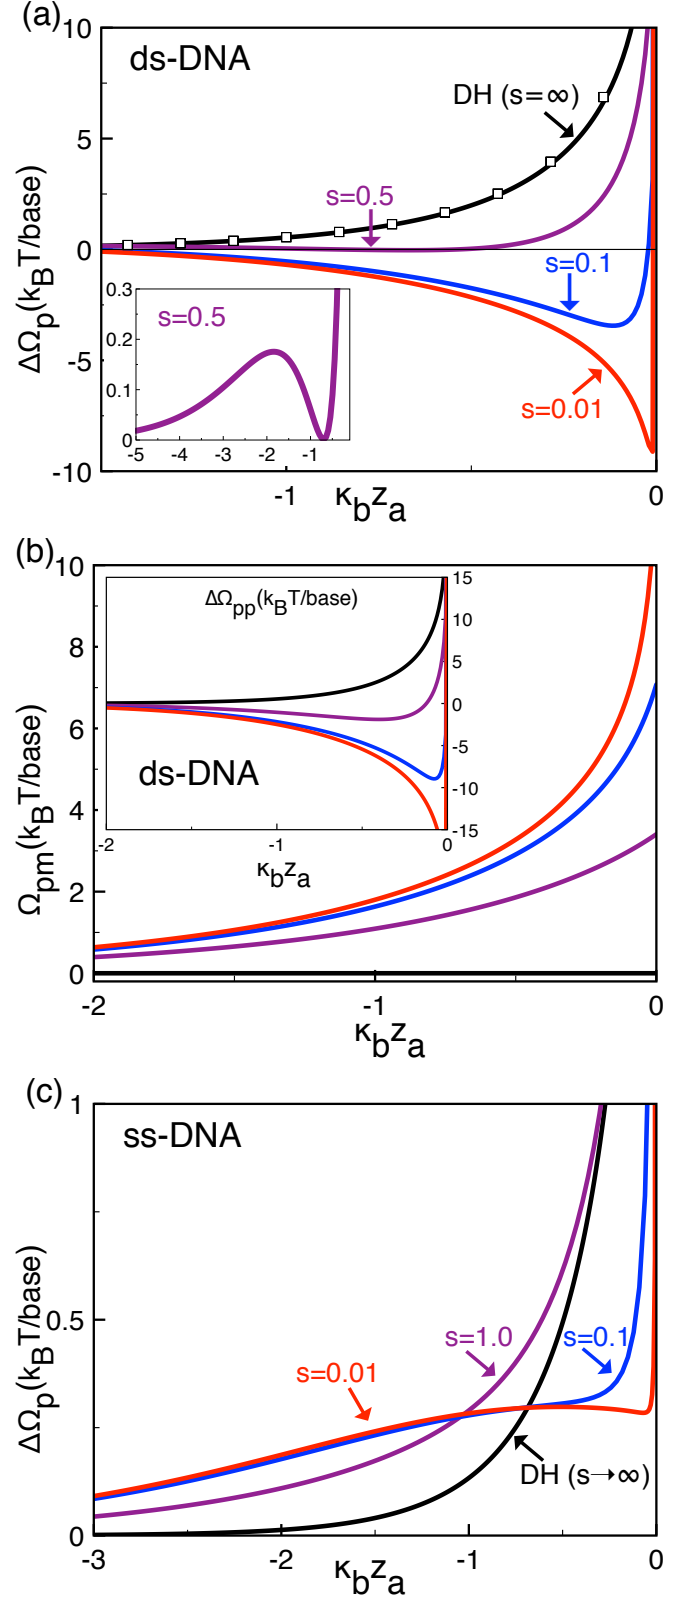 (a)
10
ds-DNA
DH (s=∞)
5
s=0.5
0
s=0.1
0.3
s=0.5
0.2
0.1
0
-5 -4 -3 -2 -1
s=0.01
-5
-10
ΔΩp(kBT/base)
-1 0
κbza
(b)
10
8
6
4
2
0
Ωpm(kBT/base)
ΔΩpp(kBT/base)
15
10
5
0
-5
-10
-15
ds-DNA
-2 -1 0
κbza
-2 -1 0
κbza
(c)
1
ss-DNA
0.5
0
ΔΩp(kBT/base)
s=1.0
s=0.1
s=0.01
DH (s→∞)
-3 -2 -1 0
κbza